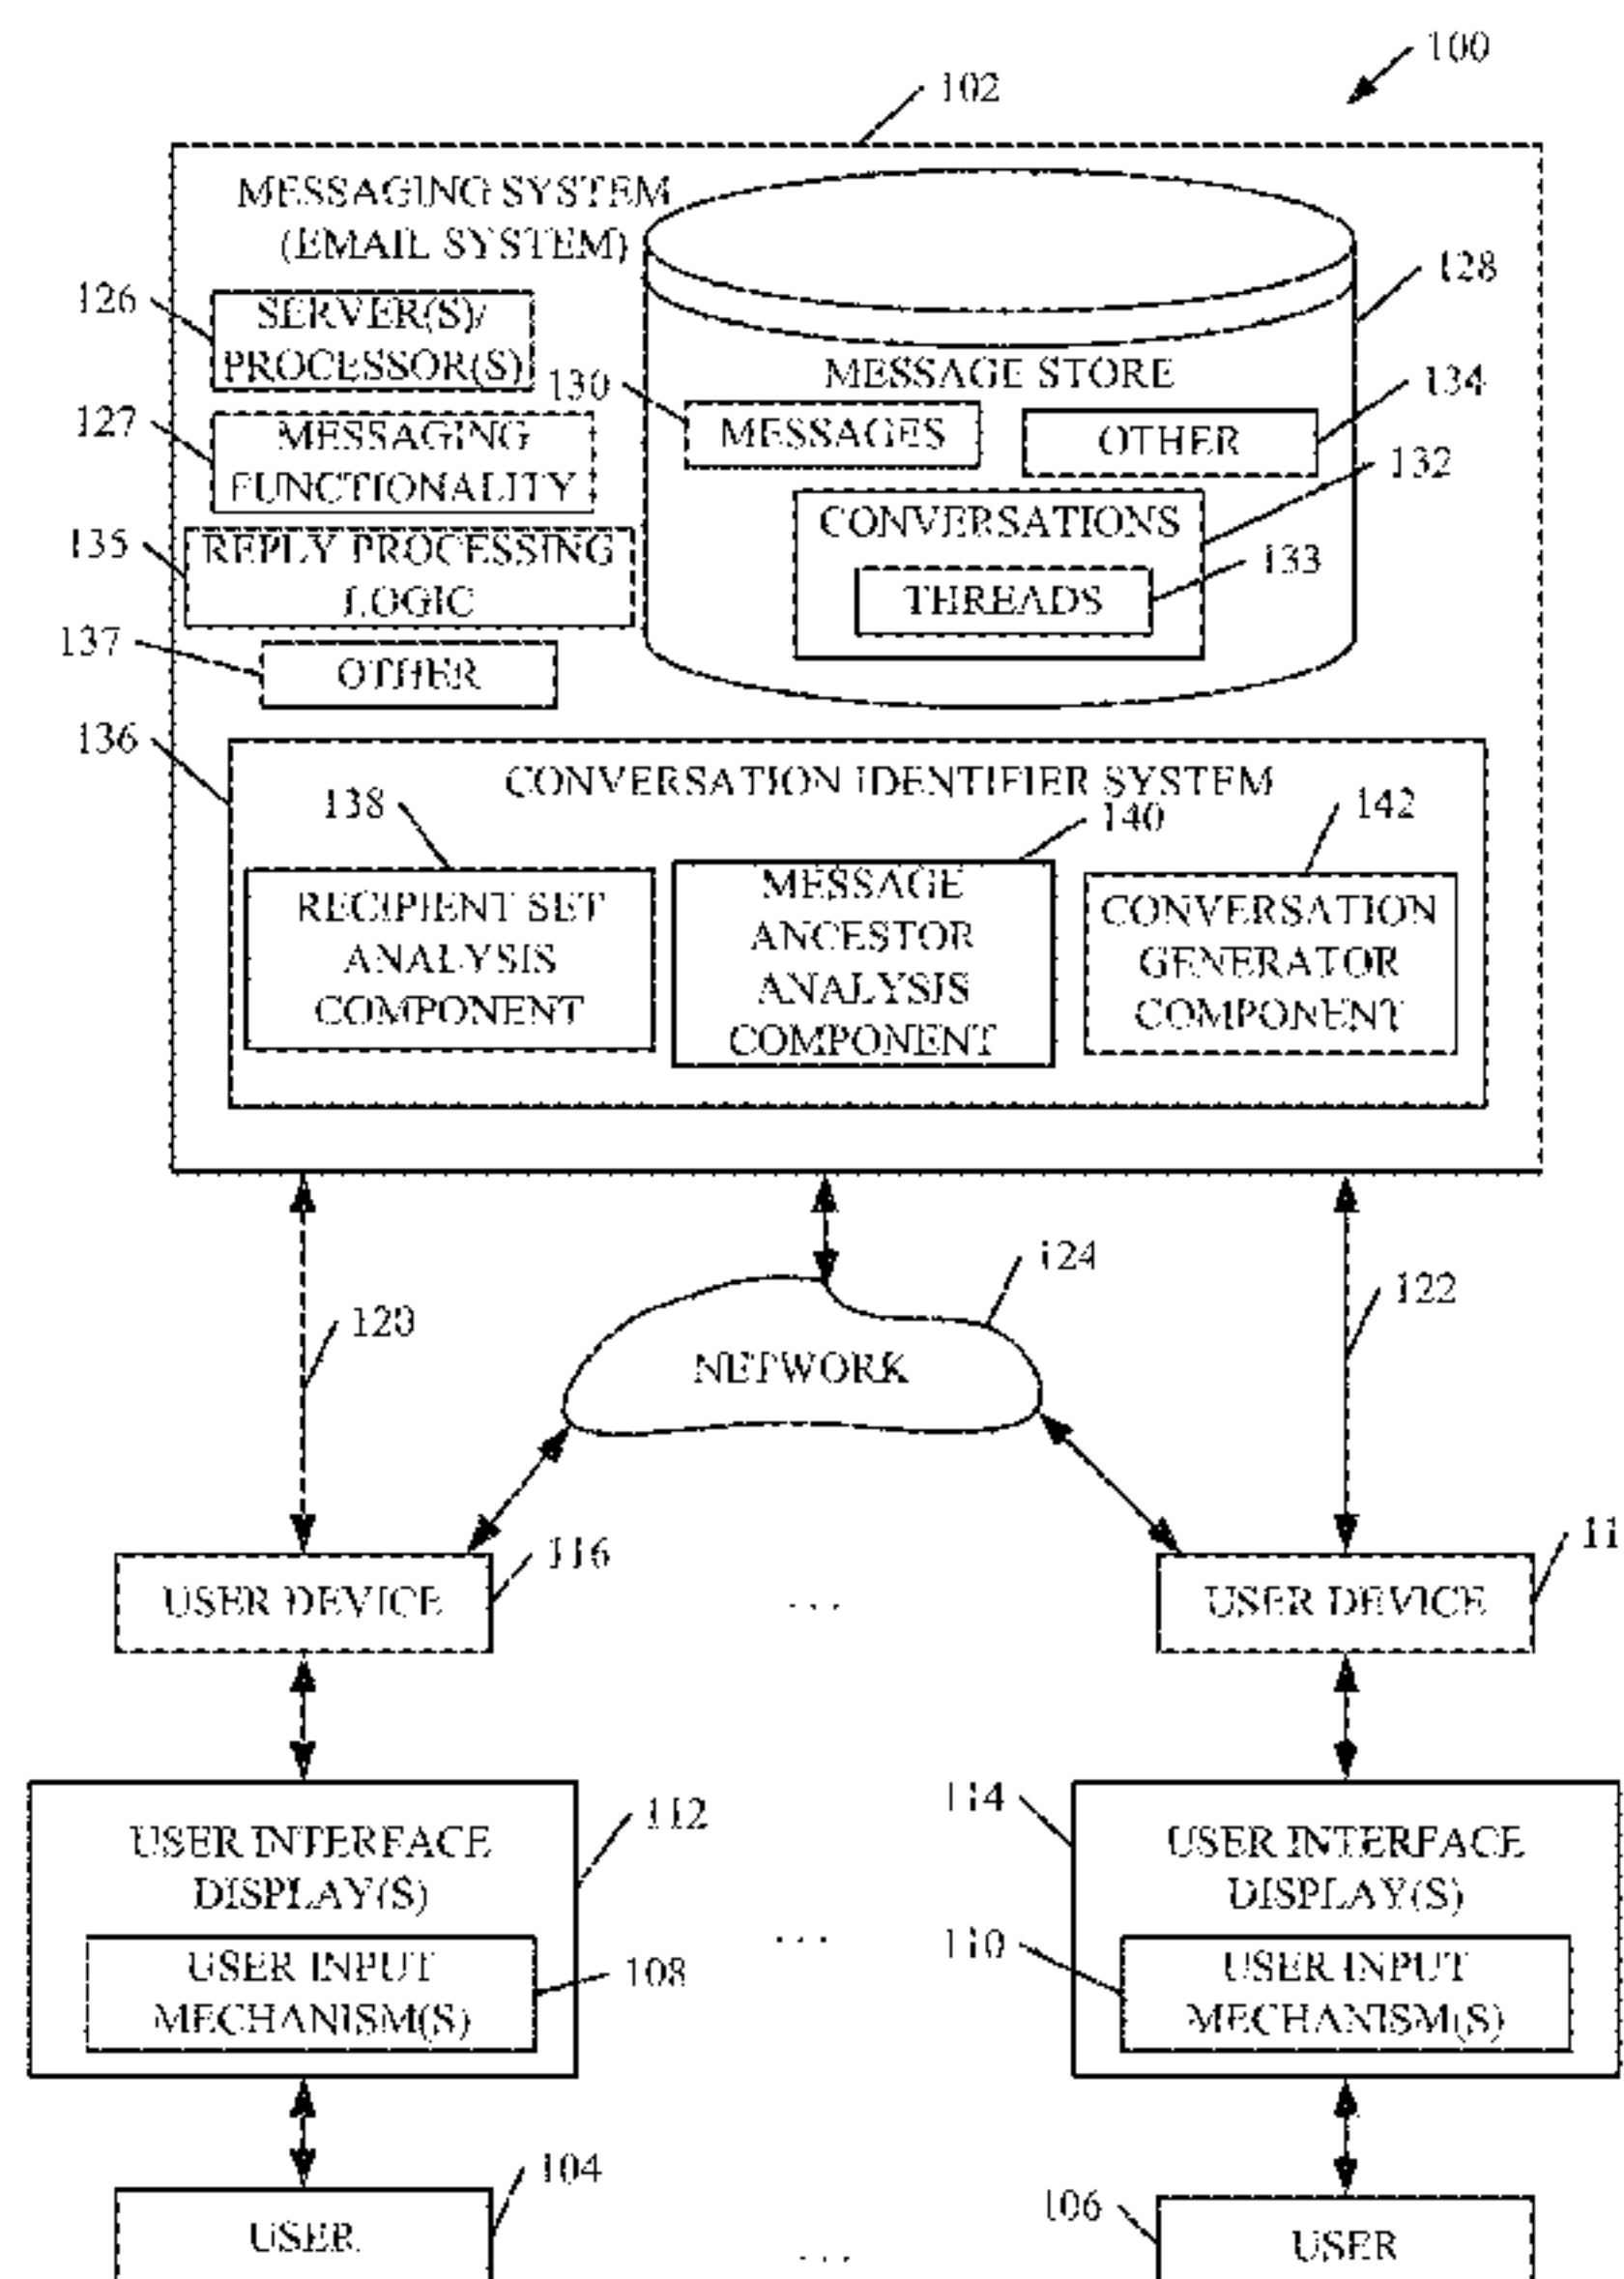 100
102
MESSAGING SYSTEM
(EMAIL SYSTEM)
128
126
SERVER(S)/
PROCESSOR(S)
MESSAGE STORE
130
MESSAGES
134
OTHER
127
MESSAGING
FUNCTIONALITY
132
CONVERSATIONS
133
THREADS
135
REPLY PROCESSING
LOGIC
137
OTHER
136
CONVERSATION IDENTIFIER SYSTEM
138
140
142
RECIPIENT SET
ANALYSIS
COMPONENT
MESSAGE
ANCESTOR
ANALYSIS
COMPONENT
CONVERSATION
GENERATOR
COMPONENT
124
120
122
NETWORK
116
USER DEVICE
. . .
11
USER DEVICE
112
USER INTERFACE
DISPLAY(S)
114
USER INTERFACE
DISPLAY(S)
108
USER INPUT
MECHANISM(S)
. . .
110
USER INPUT
MECHANISM(S)
104
USER
. . .
106
USER